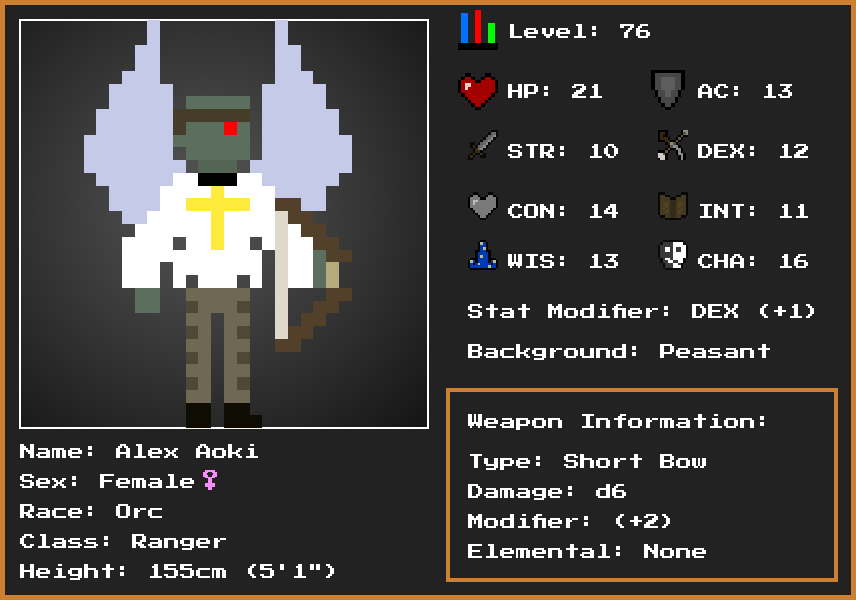 Level: 76
HP: 21
AC: 13
STR: 10
DEX: 12
CON: 14
INT: 11
WIS: 13
CHA: 16
Stat Modifier: DEX (+1)
Background: Peasant
Weapon Information:
Type: Short Bow
Damage: d6
Modifier: (+2)
Elemental: None
Name: Alex Aoki
Sex: Female♀
Race: Orc
Class: Ranger
Height: 155cm (5'1")